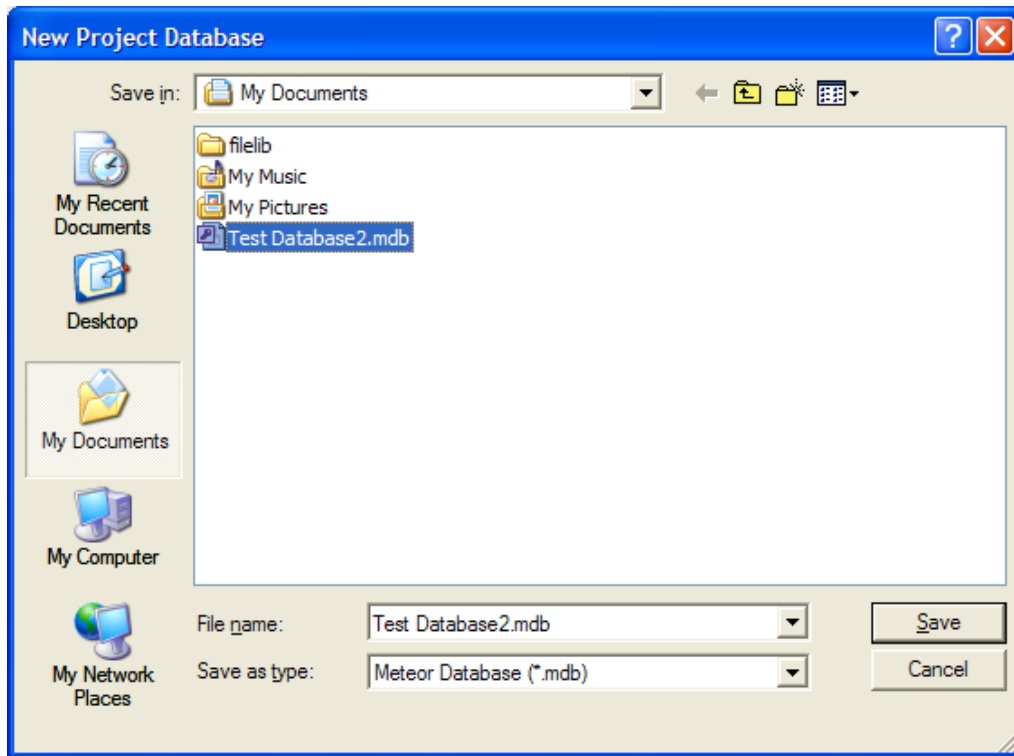 New Project Database
Save in:
My Documents
My Recent
Documents
Desktop
My Documents
My Computer
My Network
Places
filelib
My Music
My Pictures
Test Database2.mdb
File name:
Test Database2.mdb
Save
Save as type:
Meteor Database (*.mdb)
Cancel